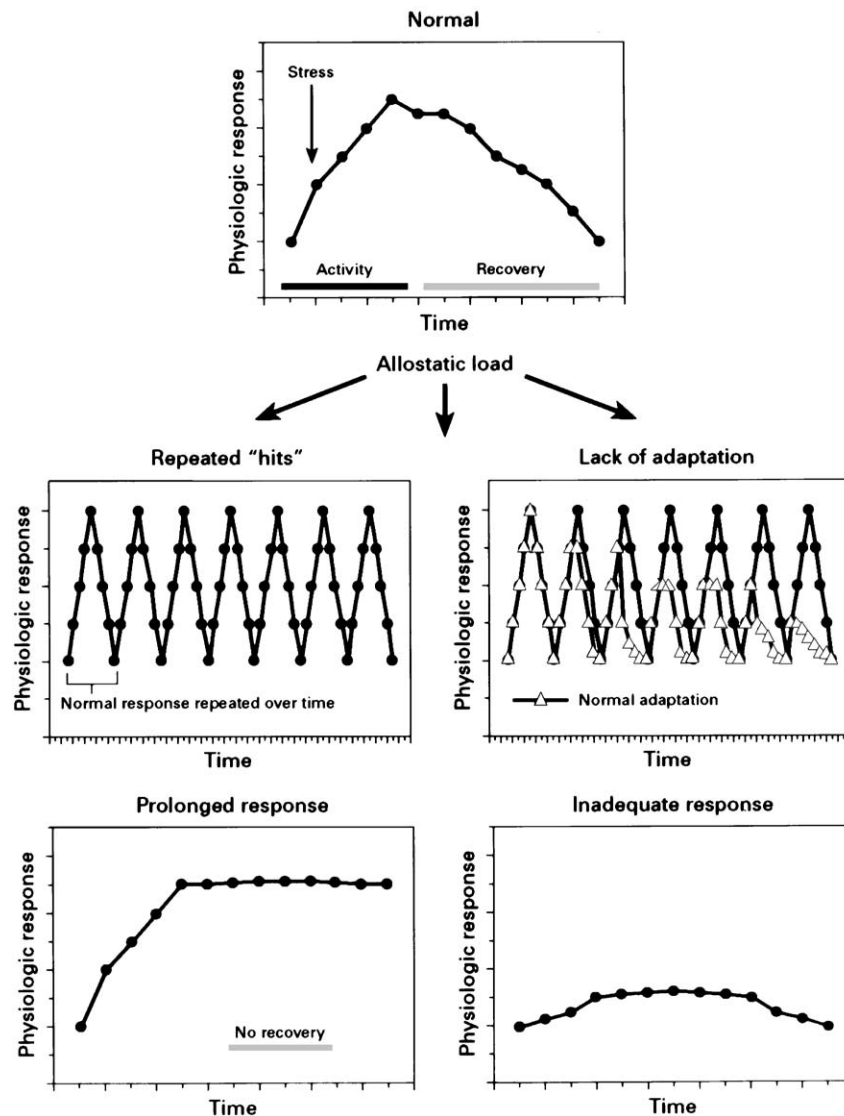 Normal
Stress
Physiologic response
Activity
Recovery
Time
Allostatic load
Repeated "hits"
Physiologic response
Normal response repeated over time
Time
Lack of adaptation
Physiologic response
Normal adaptation
Time
Prolonged response
Physiologic response
No recovery
Time
Inadequate response
Physiologic response
Time